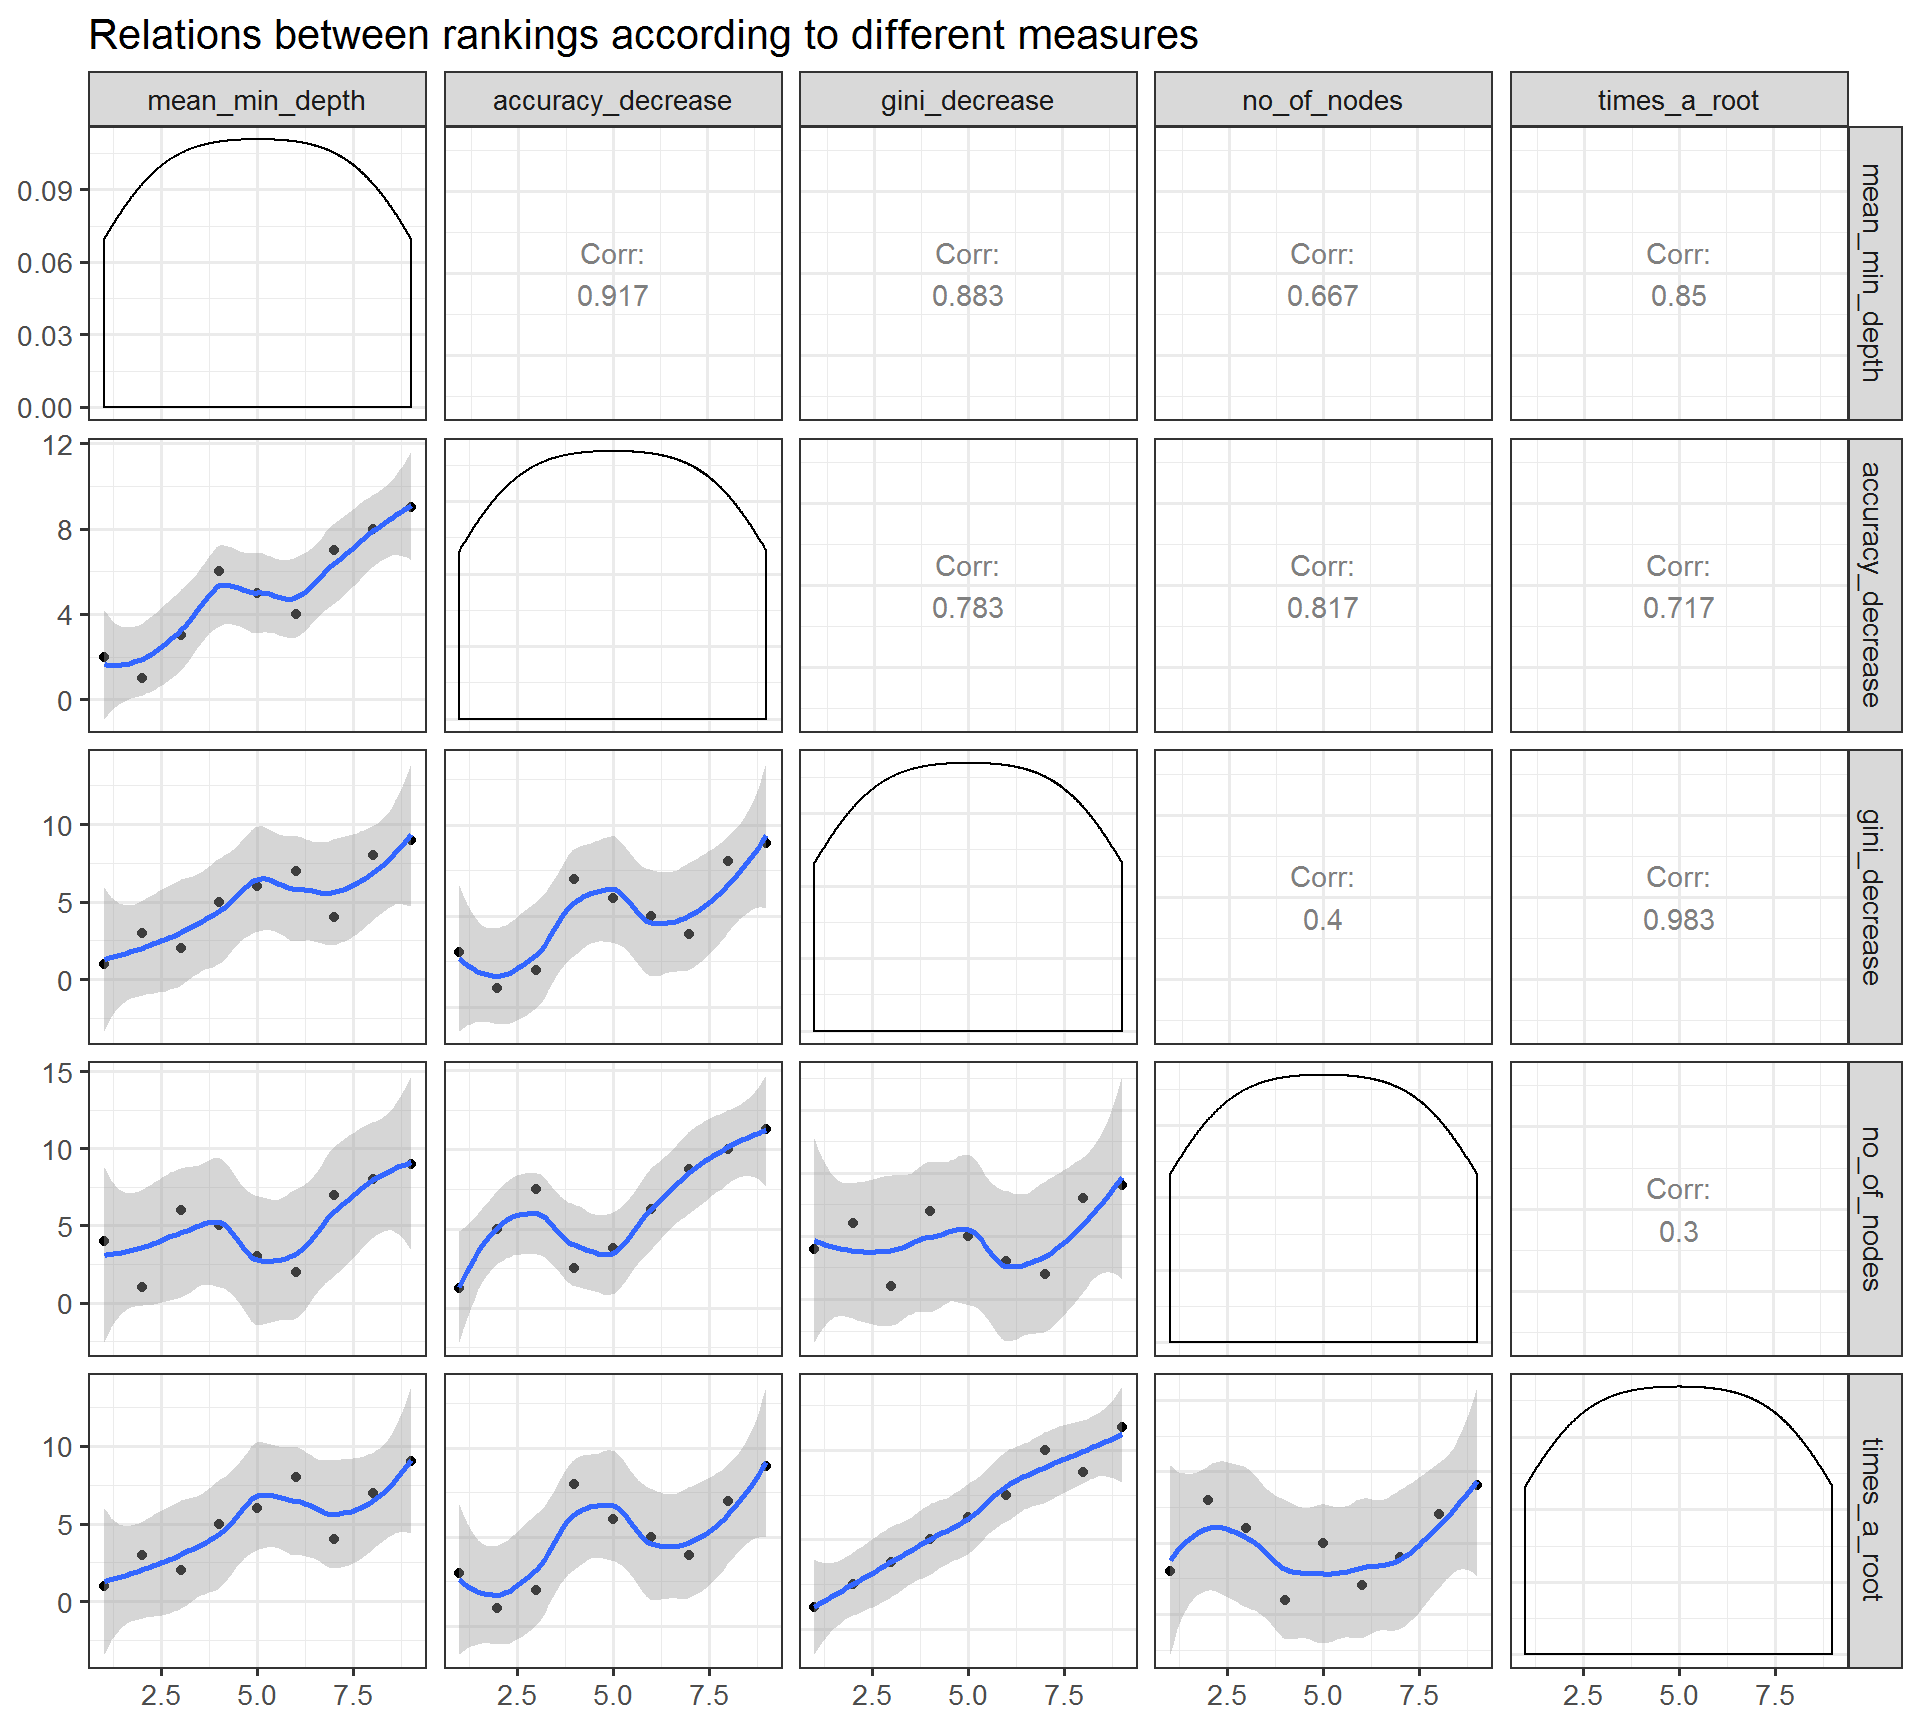 Relations between rankings according to different measures
mean_min_depth
accuracy_decrease
gini_decrease
no_of_nodes
times_a_root
0.09
0.06
0.03
0.00
Corr:
0.917
Corr:
0.883
Corr:
0.667
Corr:
0.85
mean_min_depth
12
8
4
0
Corr:
0.783
Corr:
0.817
Corr:
0.717
accuracy_decrease
10
5
0
Corr:
0.4
Corr:
0.983
gini_decrease
15
10
5
0
Corr:
0.3
no_of_nodes
10
5
0
times_a_root
2.5 5.0 7.5
2.5 5.0 7.5
2.5 5.0 7.5
2.5 5.0 7.5
2.5 5.0 7.5